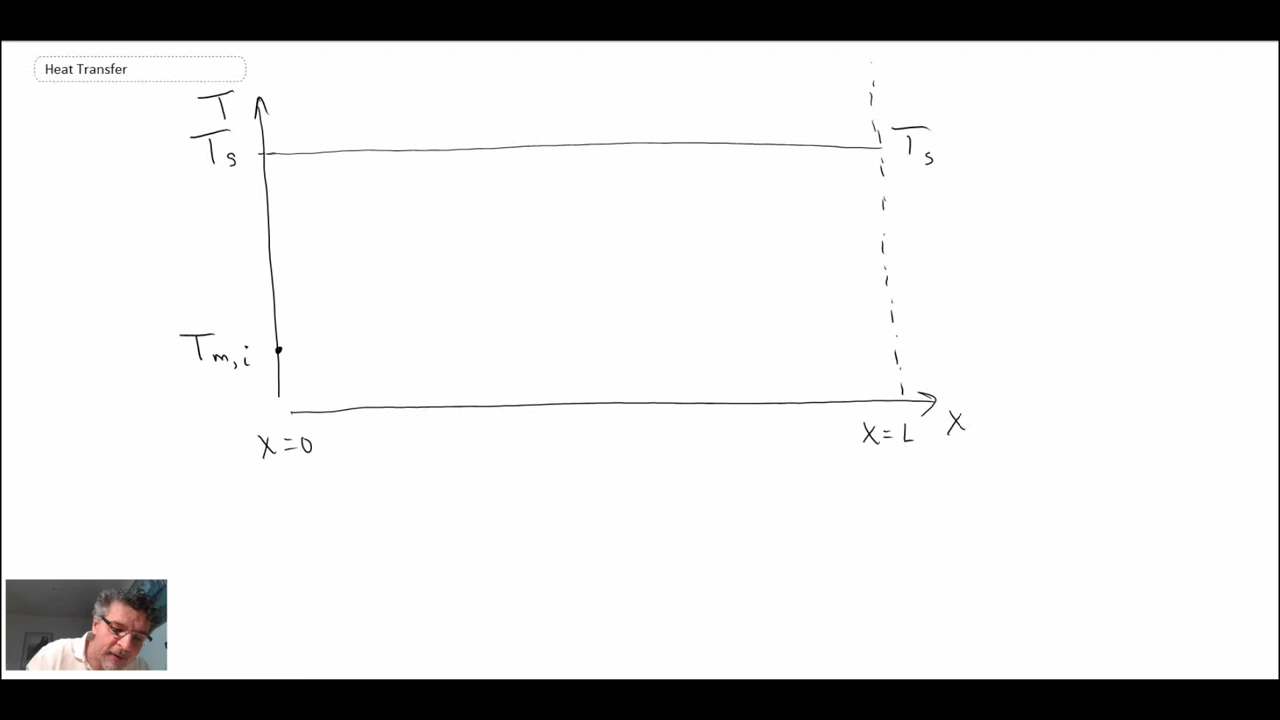 Heat Transfer
T
Ts
Ts
Tm,i
x=0
x=L
x